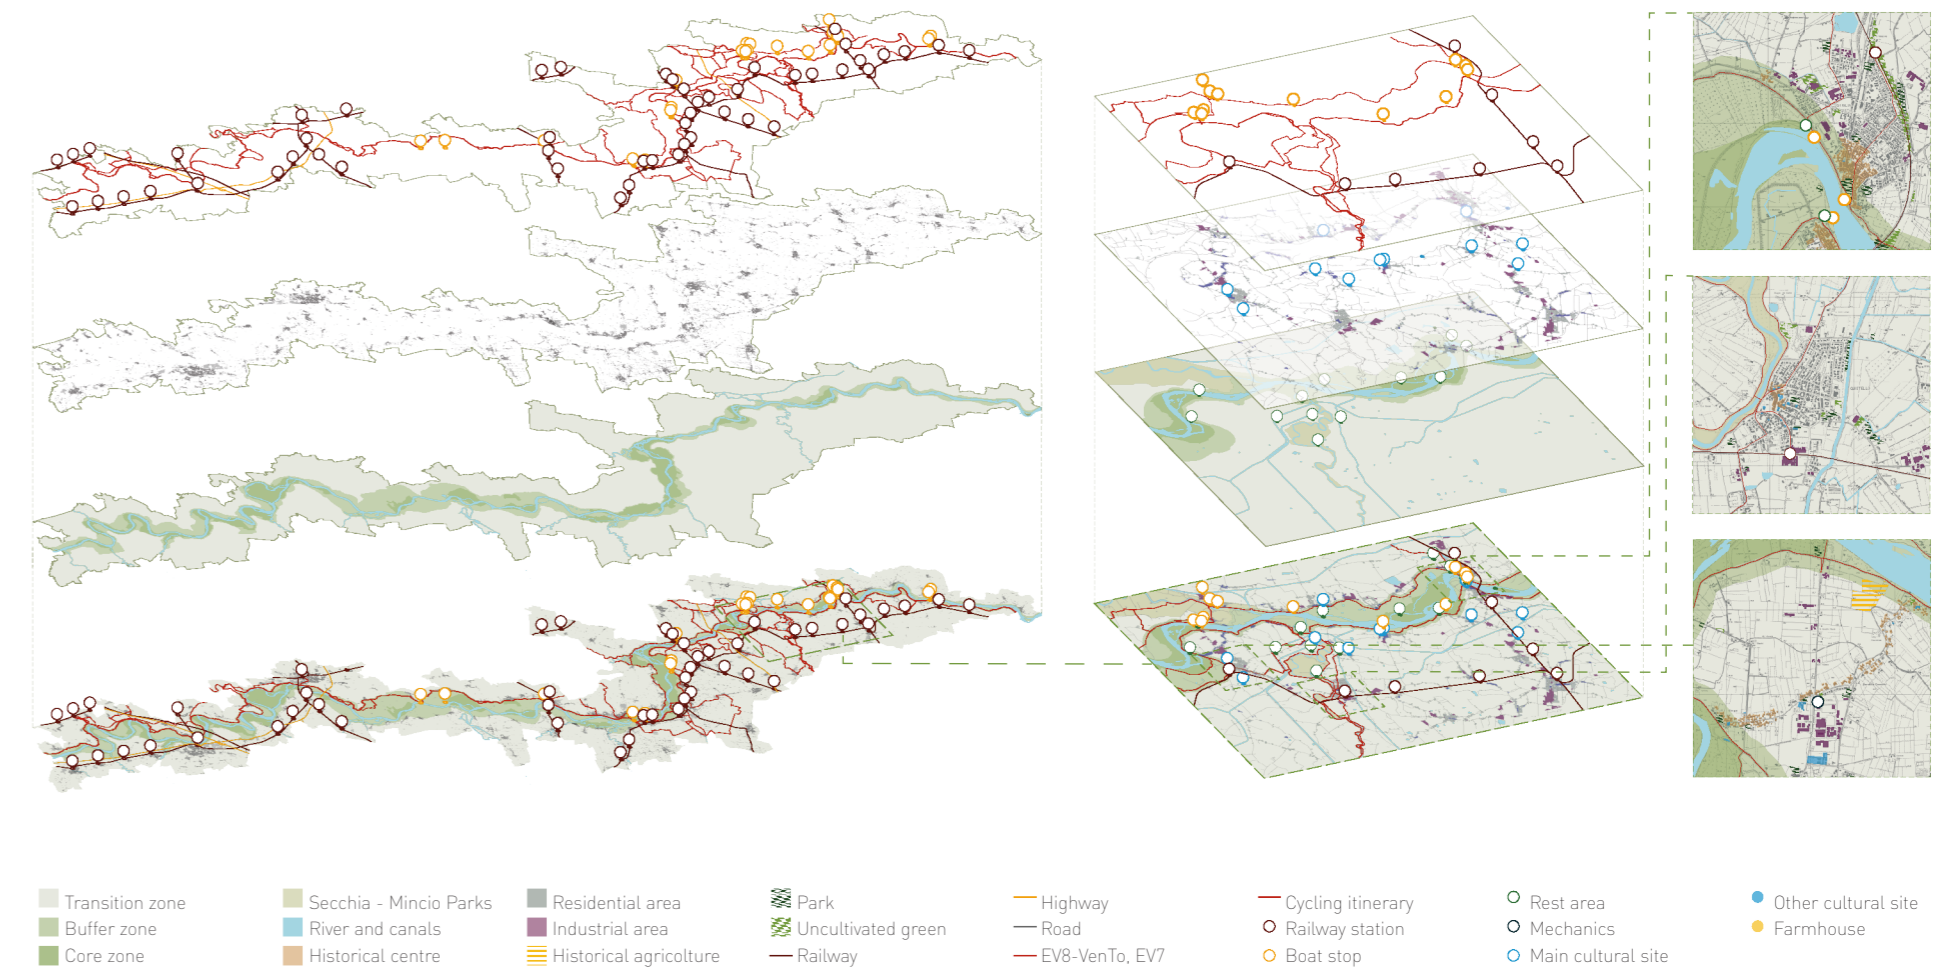 Transition zone
Secchia - Mincio Parks
Residential area
Park
Highway
Cycling itinerary
Rest area
Other cultural site
Buffer zone
River and canals
Industrial area
Uncultivated green
Road
Railway station
Mechanics
Farmhouse
Core zone
Historical centre
Historical agriculture
Railway
EV8-VenTo, EV7
Boat stop
Main cultural site